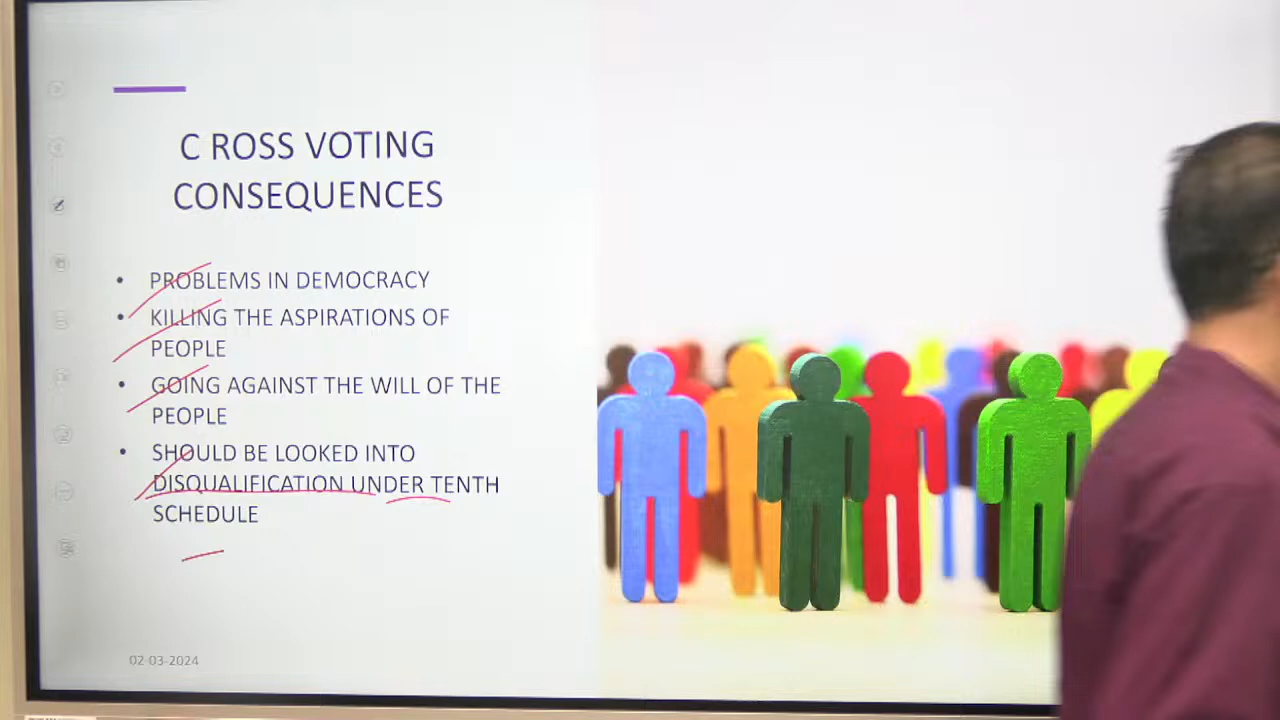 C ROSS VOTING
CONSEQUENCES
• PROBLEMS IN DEMOCRACY
• KILLING THE ASPIRATIONS OF
PEOPLE
• GOING AGAINST THE WILL OF THE
PEOPLE
• SHOULD BE LOOKED INTO
DISQUALIFICATION UNDER TENTH
SCHEDULE
02-03-2024